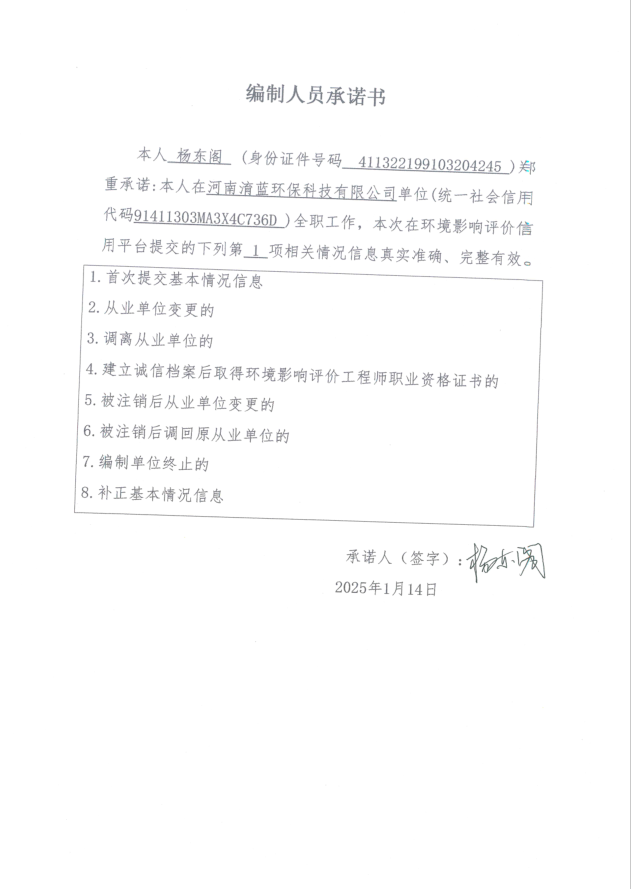 编制人员承诺书
本人 杨东阁 (身份证件号码 411322199103204245 )郑
重承诺:本人在河南淯蓝环保科技有限公司单位(统一社会信用
代码91411303MA3X4C736D )全职工作，本次在环境影响评价信
用平台提交的下列第 1 项相关情况信息真实准确、完整有效。
1.首次提交基本情况信息
2.从业单位变更的
3.调离从业单位的
4.建立诚信档案后取得环境影响评价工程师职业资格证书的
5.被注销后从业单位变更的
6.被注销后调回原从业单位的
7.编制单位终止的
8.补正基本情况信息
承诺人（签字）:杨东阁
2025年1月14日